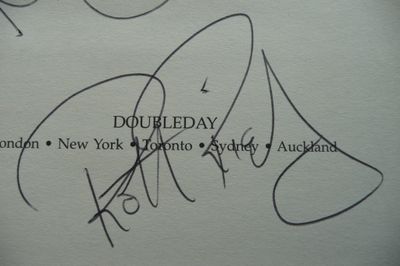 DOUBLEDAY
ondon • New York • Toronto • Sydney • Auckland